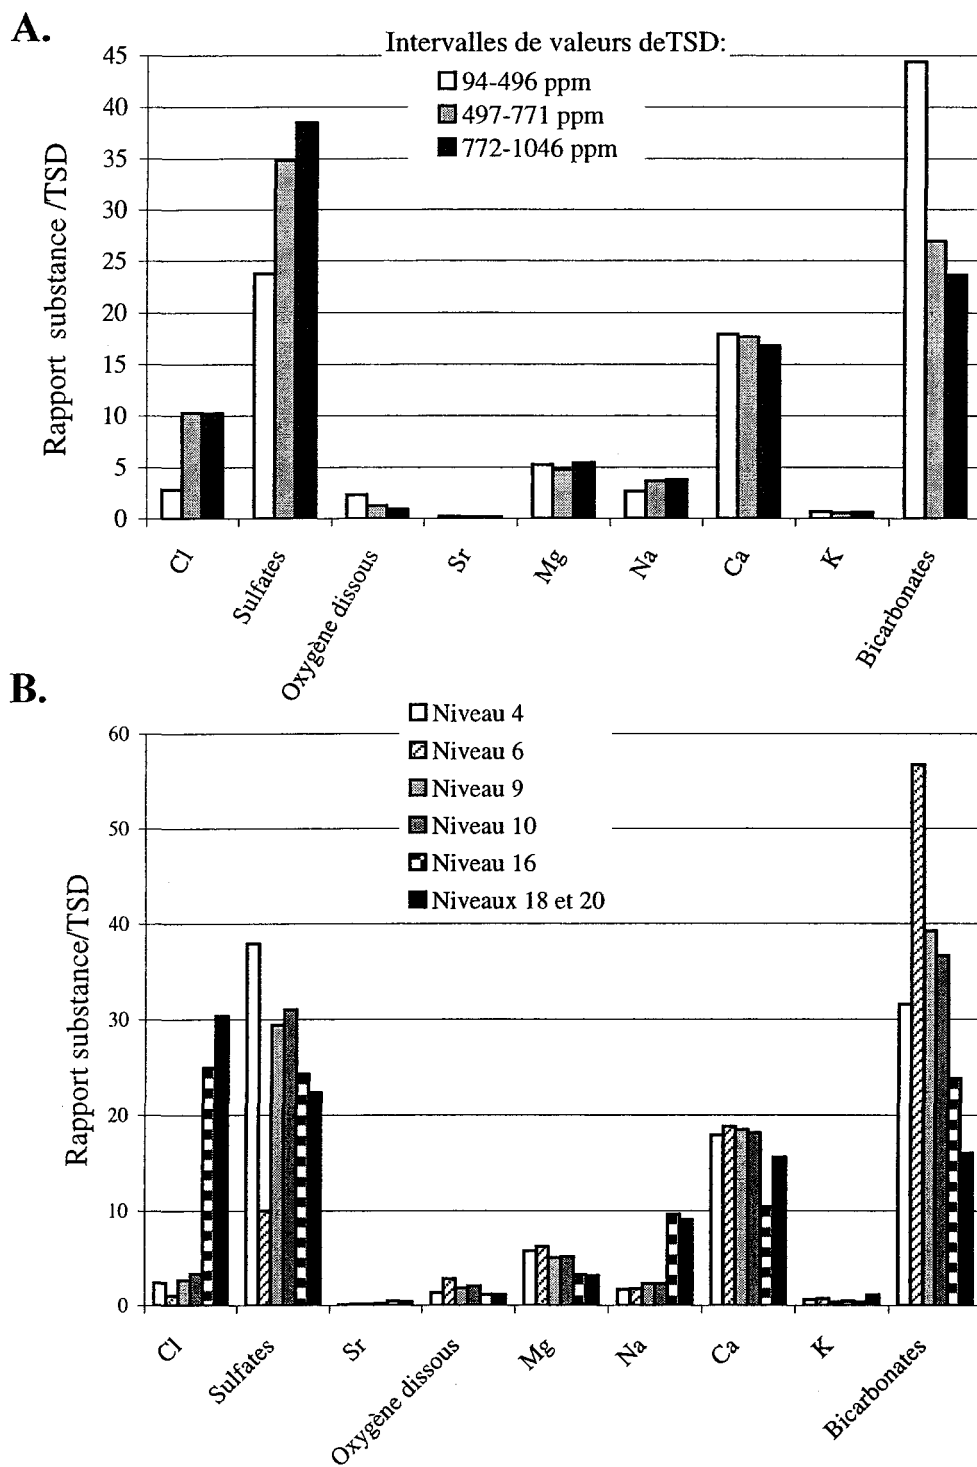 A.
Intervalles de valeurs deTSD:
94-496 ppm
497-771 ppm
772-1046 ppm
Rapport substance /TSD
45
40
35
30
25
20
15
10
5
0
Cl
Sulfates
Oxygène dissous
Sr
Mg
Na
Ca
K
Bicarbonates
B.
Niveau 4
Niveau 6
Niveau 9
Niveau 10
Niveau 16
Niveaux 18 et 20
Rapport substance/TSD
60
50
40
30
20
10
0
Cl
Sulfates
Sr
Oxygène dissous
Mg
Na
Ca
K
Bicarbonates